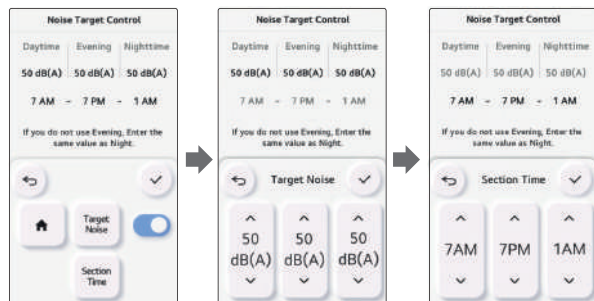 Noise Target Control
Daytime Evening Nighttime
50 dB(A) 50 dB(A) 50 dB(A)
7 AM - 7 PM - 1 AM
If you do not use Evening, Enter the
same value as Night.
Target
Noise
Section
Time
Noise Target Control
Daytime Evening Nighttime
50 dB(A) 50 dB(A) 50 dB(A)
7 AM - 7 PM - 1 AM
If you do not use Evening, Enter the
same value as Night.
Target Noise
50 50 50
dB(A) dB(A) dB(A)
Noise Target Control
Daytime Evening Nighttime
50 dB(A) 50 dB(A) 50 dB(A)
7 AM - 7 PM - 1 AM
If you do not use Evening, Enter the
same value as Night.
Section Time
7AM 7PM 1AM